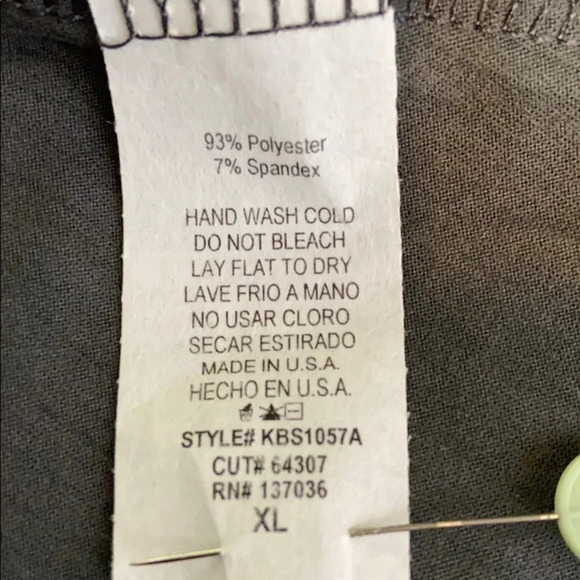 93% Polyester
7% Spandex
HAND WASH COLD
DO NOT BLEACH
LAY FLAT TO DRY
LAVE FRIO A MANO
NO USAR CLORO
SECAR ESTIRADO
MADE IN U.S.A.
HECHO EN U.S.A.
STYLE# KBS1057A
CUT# 64307
RN# 137036
XL